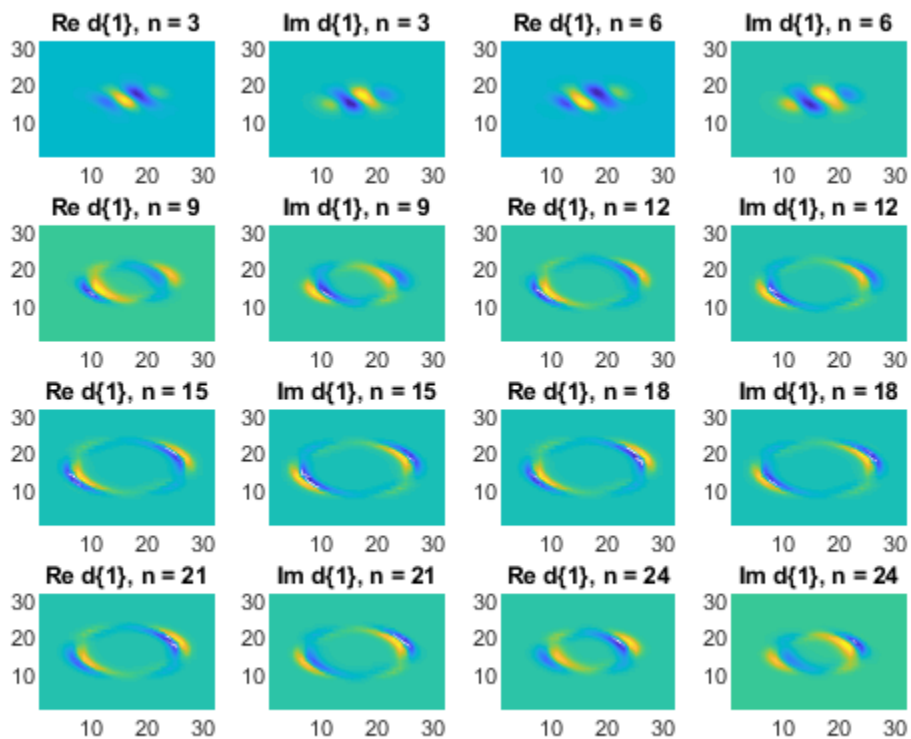 Re d{1}, n = 3 Im d{1}, n = 3 Re d{1}, n = 6 Im d{1}, n = 6
30 30 30 30
20 20 20 20
10 10 10 10
10 20 30 10 20 30 10 20 30 10 20 30
Re d{1}, n = 9 Im d{1}, n = 9 Re d{1}, n = 12 Im d{1}, n = 12
30 30 30 30
20 20 20 20
10 10 10 10
10 20 30 10 20 30 10 20 30 10 20 30
Re d{1}, n = 15 Im d{1}, n = 15 Re d{1}, n = 18 Im d{1}, n = 18
30 30 30 30
20 20 20 20
10 10 10 10
10 20 30 10 20 30 10 20 30 10 20 30
Re d{1}, n = 21 Im d{1}, n = 21 Re d{1}, n = 24 Im d{1}, n = 24
30 30 30 30
20 20 20 20
10 10 10 10
10 20 30 10 20 30 10 20 30 10 20 30